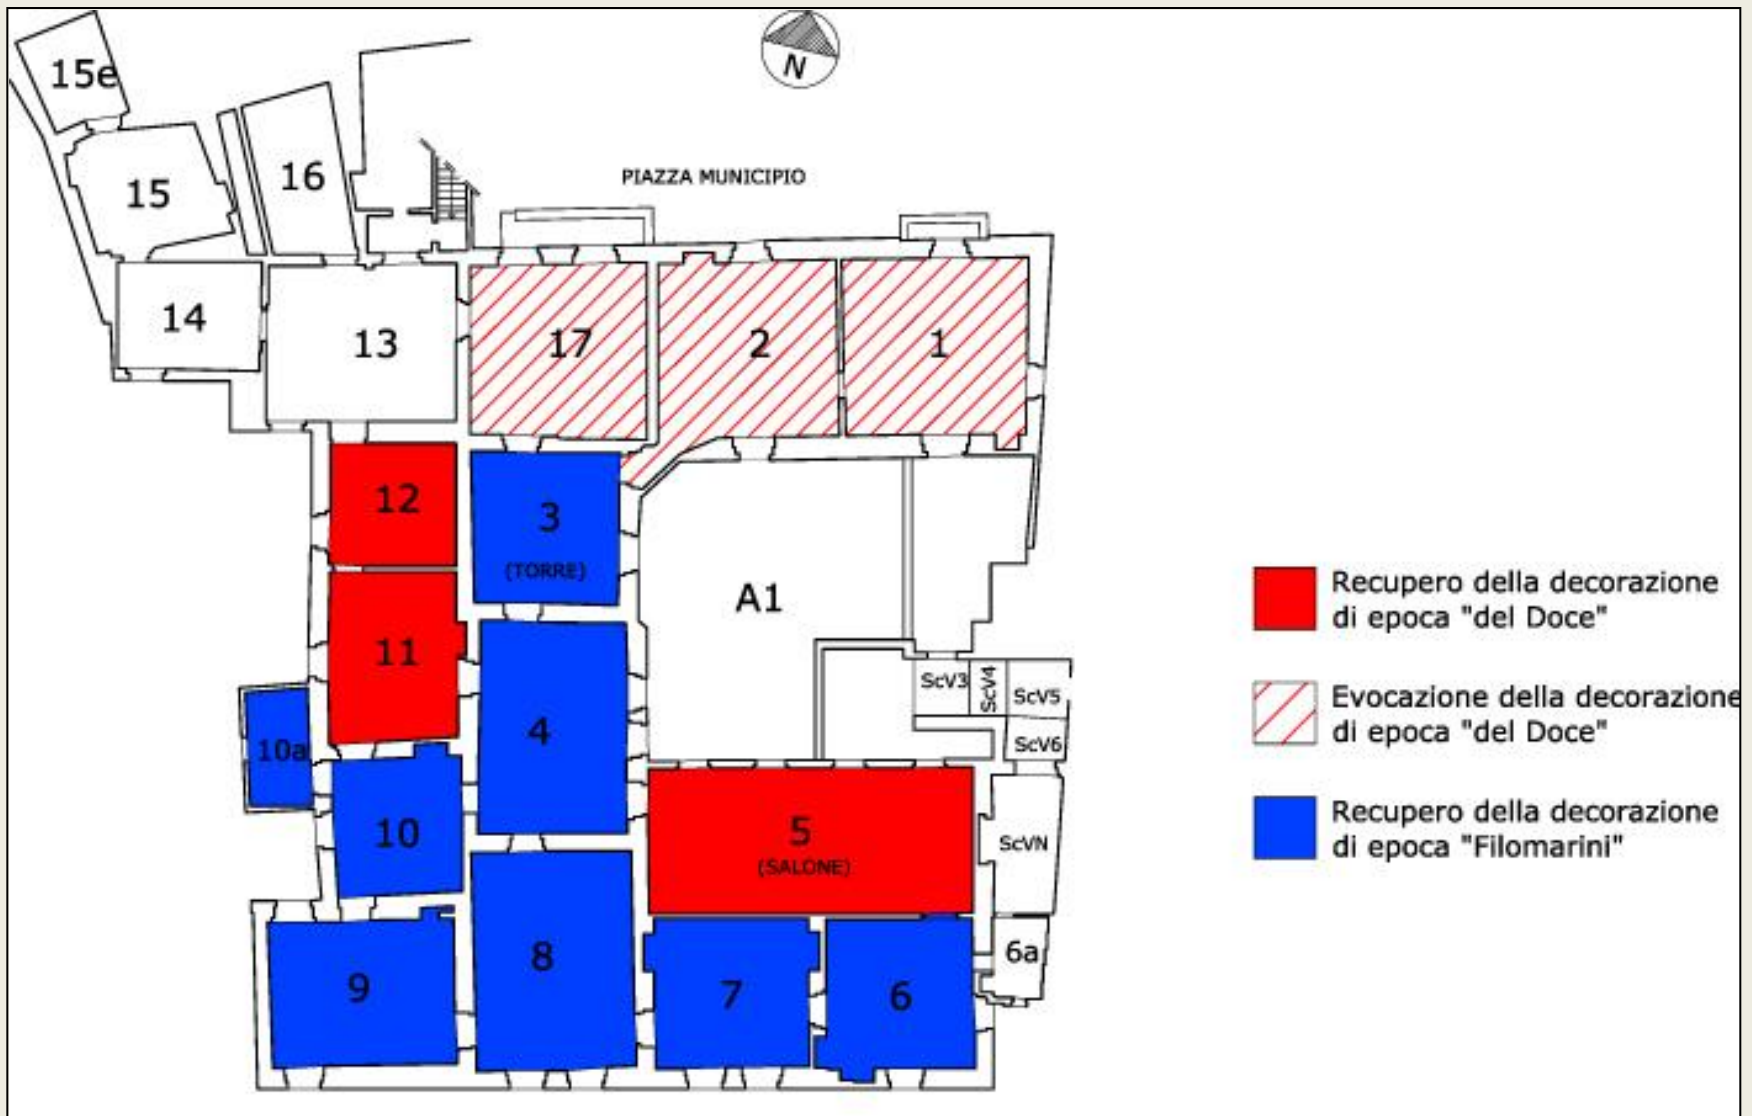 15e
N
16
PIAZZA MUNICIPIO
15
14
13
17
2
1
12
3
(TORRE)
A1
11
ScV3
ScV4
ScV5
4
ScV6
10a
10
5
(SALONE)
ScVN
9
8
7
6
6a
Recupero della decorazione
di epoca "del Doce"
Evocazione della decorazione
di epoca "del Doce"
Recupero della decorazione
di epoca "Filomarini"